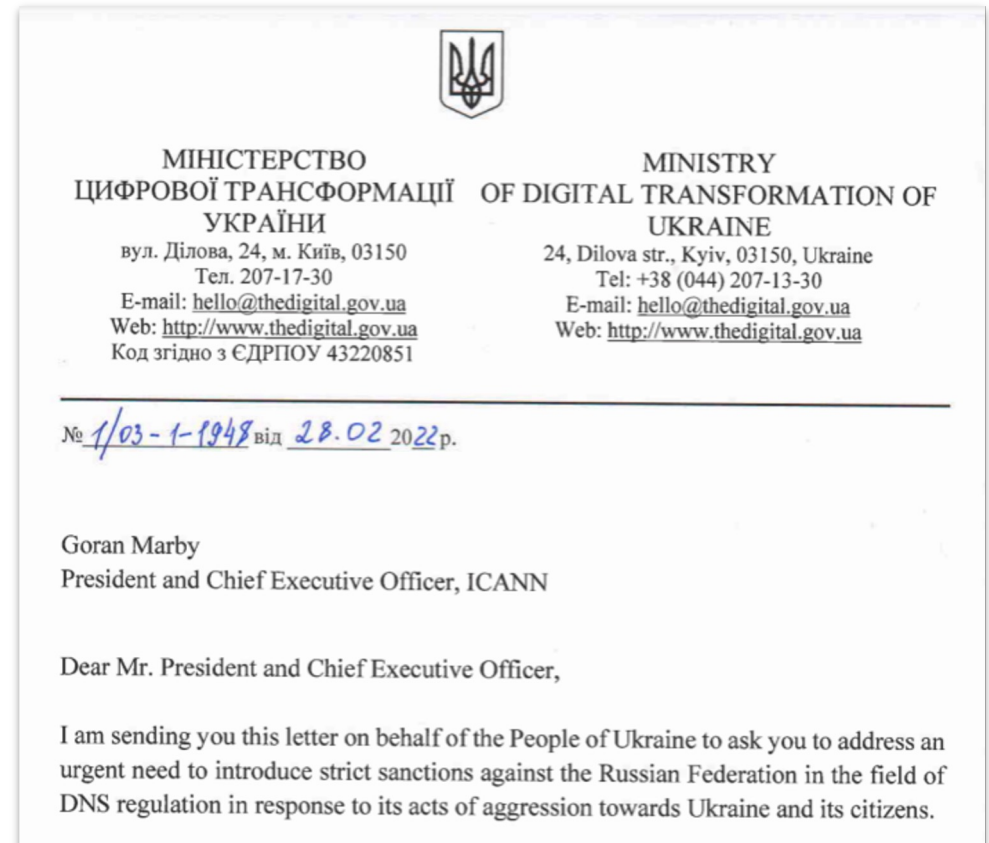 МІНІСТЕРСТВО
ЦИФРОВОЇ ТРАНСФОРМАЦІЇ
УКРАЇНИ
вул. Ділова, 24, м. Київ, 03150
Тел. 207-17-30
E-mail: hello@thedigital.gov.ua
Web: http://www.thedigital.gov.ua
Код згідно з ЄДРПОУ 43220851
MINISTRY
OF DIGITAL TRANSFORMATION OF
UKRAINE
24, Dilova str., Kyiv, 03150, Ukraine
Tel: +38 (044) 207-13-30
E-mail: hello@thedigital.gov.ua
Web: http://www.thedigital.gov.ua
№ 1/03-1-1948 від 28.02 2022р.
Goran Marby
President and Chief Executive Officer, ICANN
Dear Mr. President and Chief Executive Officer,
I am sending you this letter on behalf of the People of Ukraine to ask you to address an
urgent need to introduce strict sanctions against the Russian Federation in the field of
DNS regulation in response to its acts of aggression towards Ukraine and its citizens.